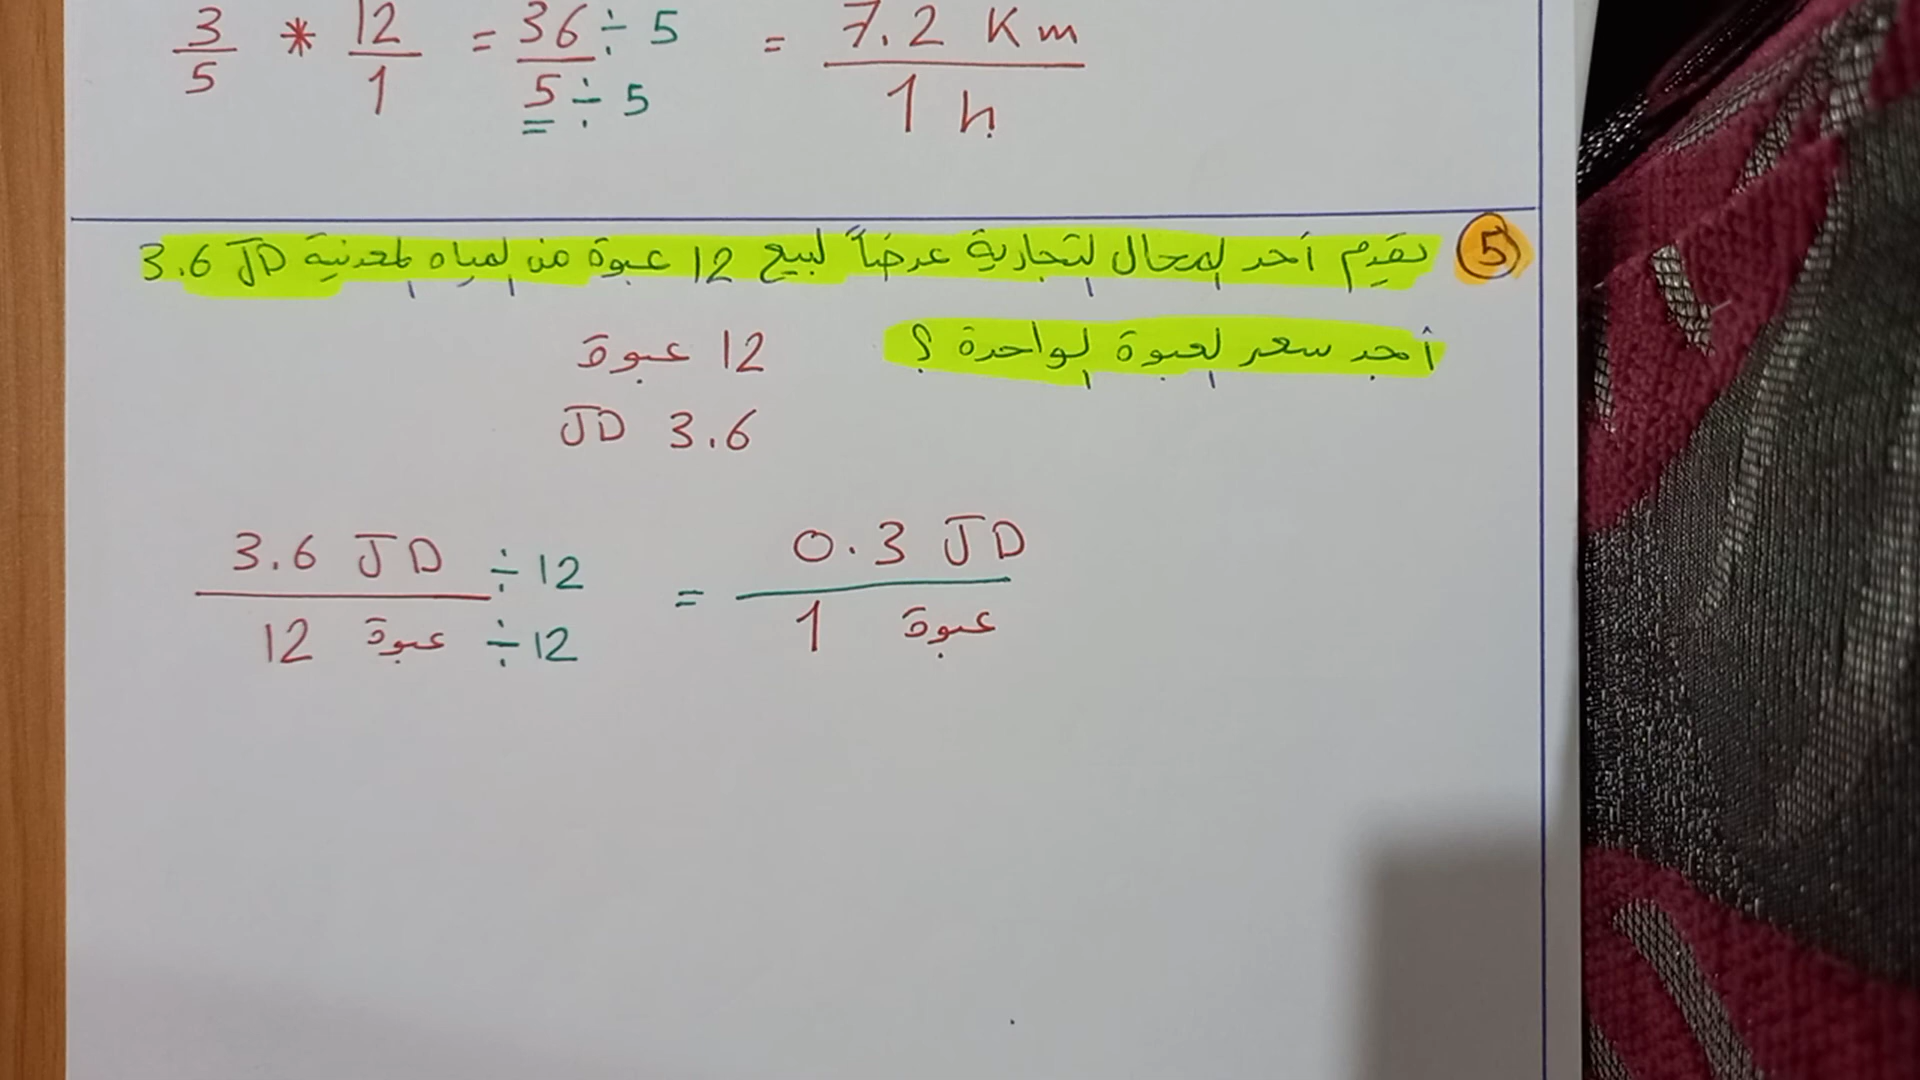 3/5 * 12/1 = 36÷5 / 5÷5 = 7.2 Km / 1 h
5 يقدم أحد المحال التجارية عرضاً لبيع 12 عبوة من المياه المعدنية 3.6 JD
أجد سعر العبوة الواحدة ؟
12 عبوة
JD 3.6
3.6 JD ÷12 / 12 عبوة ÷12 = 0.3 JD / 1 عبوة